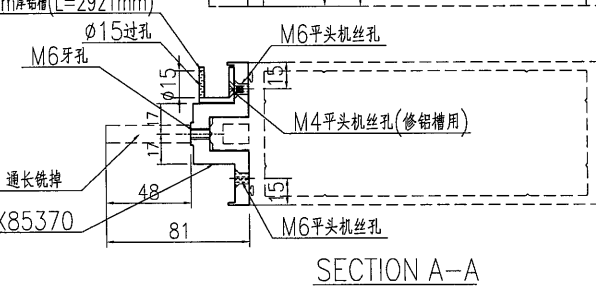 m厚铝槽(L=2921mm)
ø15过孔
M6平头机丝孔
M6牙孔
ø15
15
M4平头机丝孔(修铝槽用)
17
17
通长铣掉
48
15
X85370
M6平头机丝孔
81
SECTION A-A